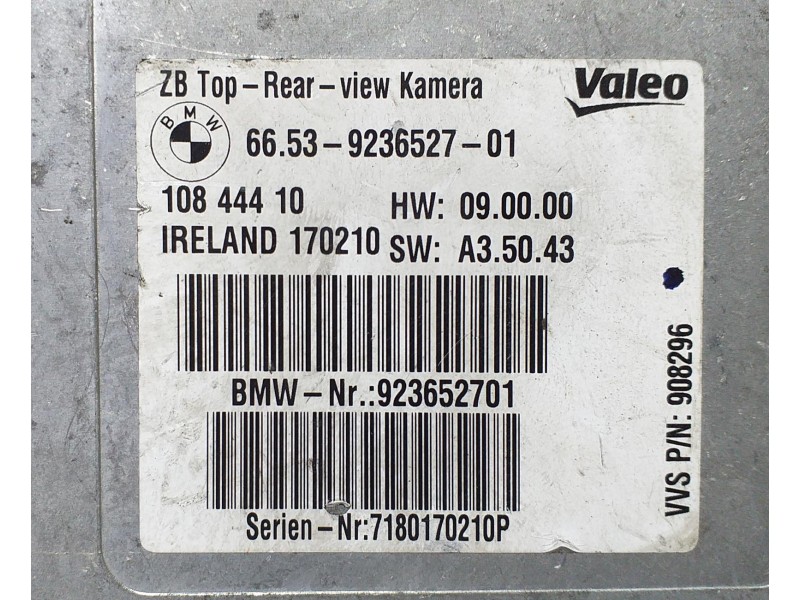 ZB Top-Rear-view Kamera
Valeo
BMW
66.53-9236527-01
108 444 10 HW: 09.00.00
IRELAND 170210 SW: A3.50.43
BMW-Nr.:923652701
Serien-Nr:7180170210P
VVS P/N: 908296